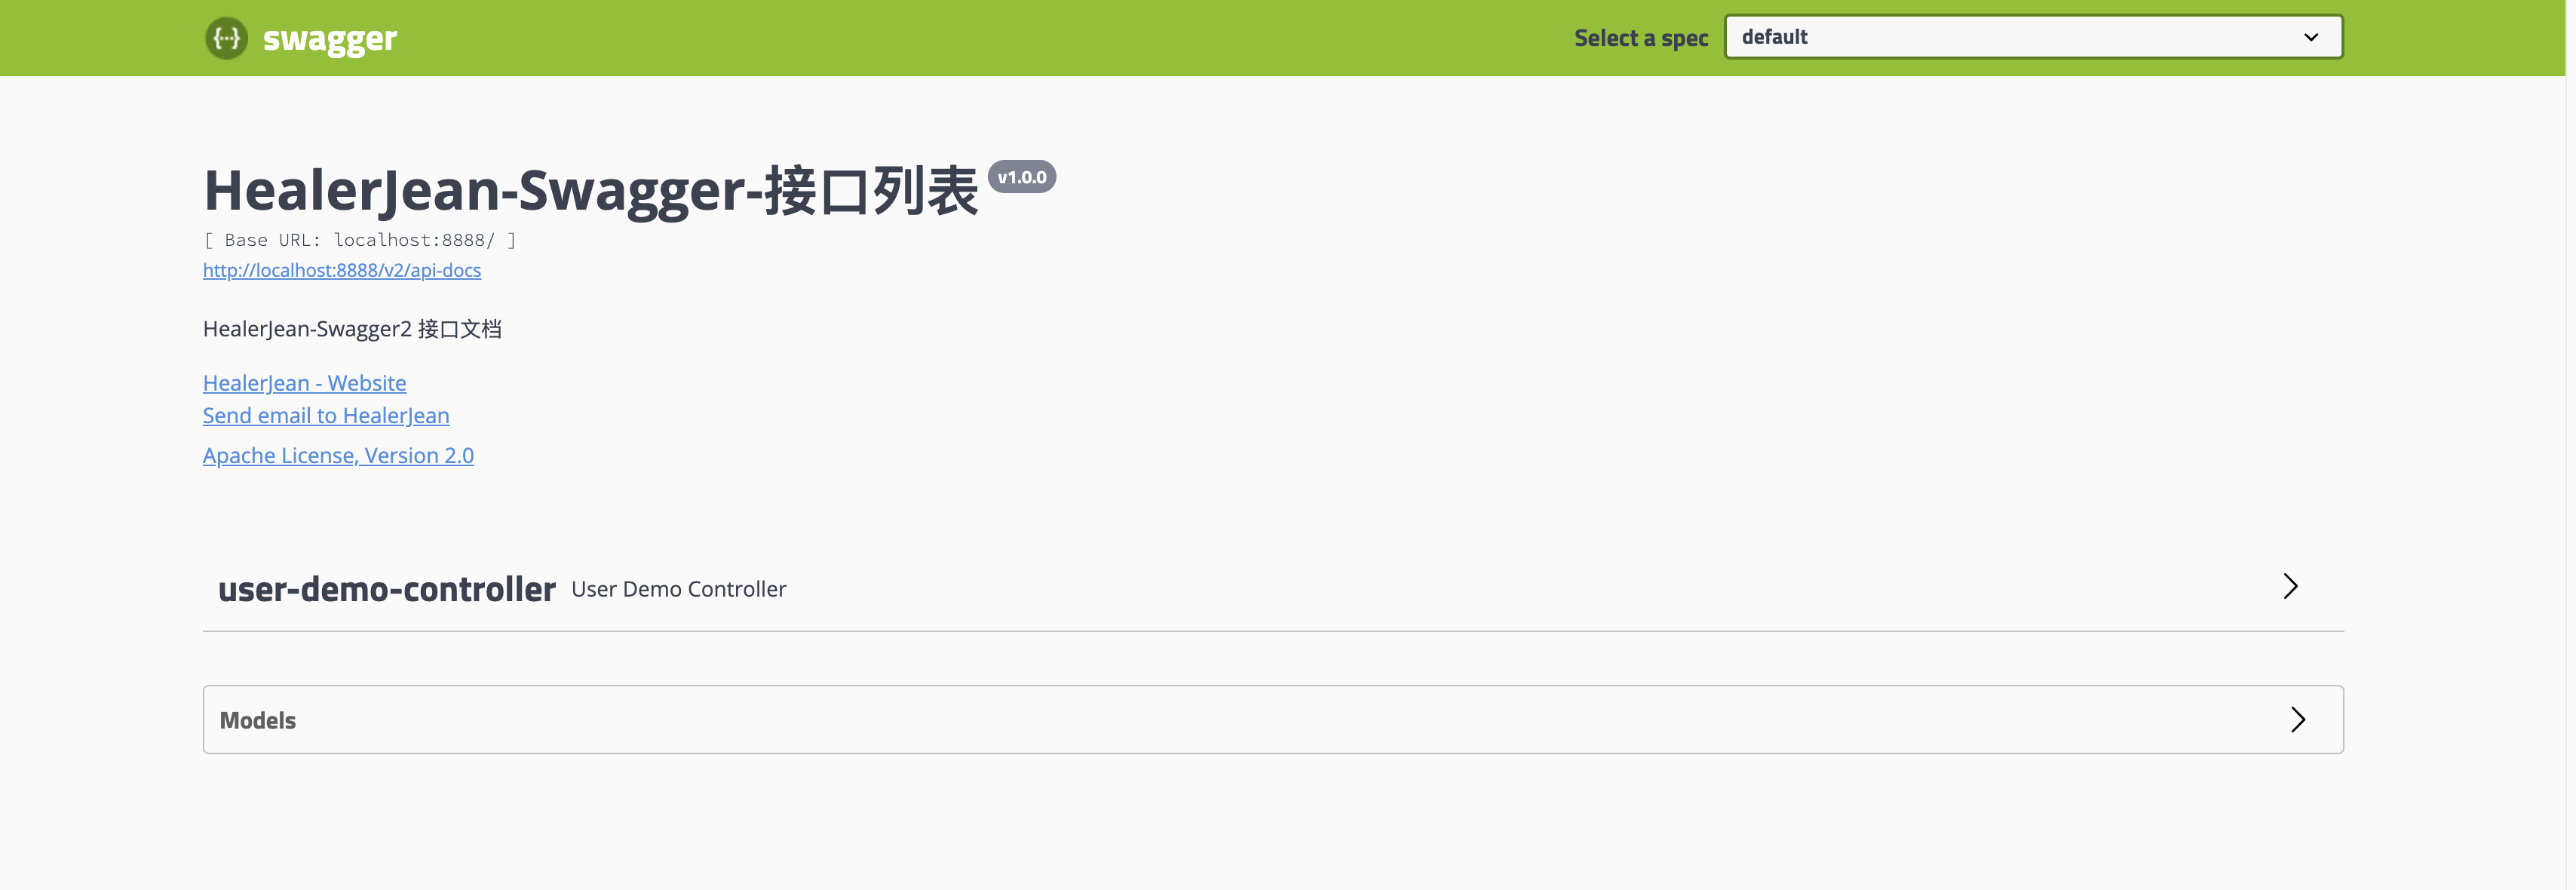 {...} swagger
Select a spec default
HealerJean-Swagger-接口列表 v1.0.0
[ Base URL: localhost:8888/ ]
http://localhost:8888/v2/api-docs
HealerJean-Swagger2 接口文档
HealerJean - Website
Send email to HealerJean
Apache License, Version 2.0
user-demo-controller User Demo Controller
Models